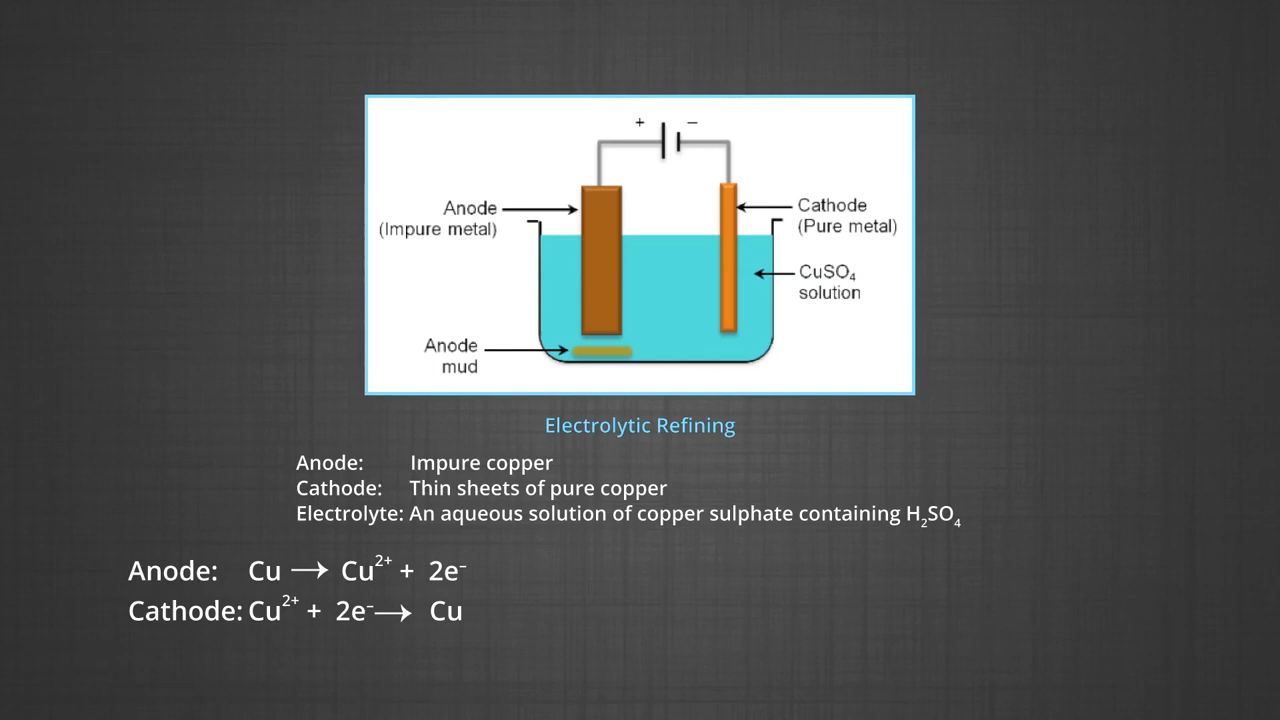 + −
Anode
(Impure metal)
Cathode
(Pure metal)
CuSO₄
solution
Anode
mud
Electrolytic Refining
Anode: Impure copper
Cathode: Thin sheets of pure copper
Electrolyte: An aqueous solution of copper sulphate containing H₂SO₄
Anode: Cu ⟶ Cu²⁺ + 2e⁻
Cathode: Cu²⁺ + 2e⁻ ⟶ Cu